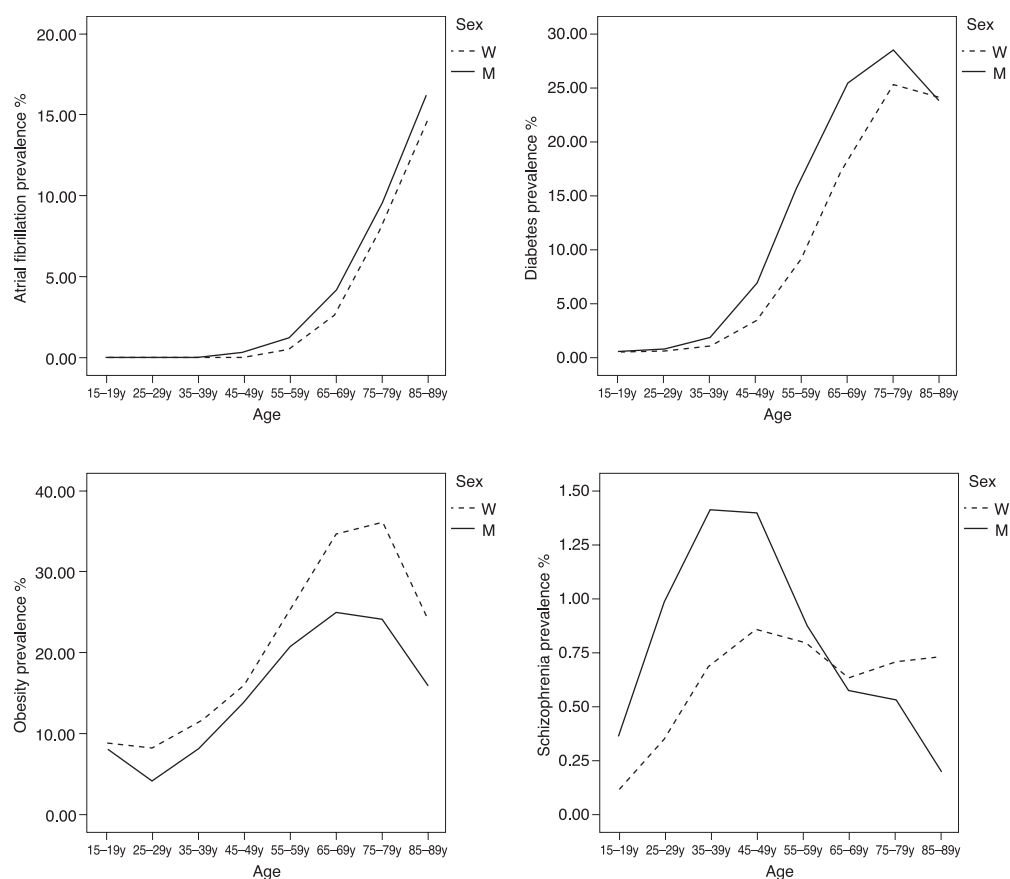 Sex
W
M
20.00
15.00
10.00
5.00
0.00
Atrial fibrillation prevalence %
15–19y 25–29y 35–39y 45–49y 55–59y 65–69y 75–79y 85–89y
Age
Sex
W
M
30.00
25.00
20.00
15.00
10.00
5.00
0.00
Diabetes prevalence %
15–19y 25–29y 35–39y 45–49y 55–59y 65–69y 75–79y 85–89y
Age
Sex
W
M
40.00
30.00
20.00
10.00
0.00
Obesity prevalence %
15–19y 25–29y 35–39y 45–49y 55–59y 65–69y 75–79y 85–89y
Age
Sex
W
M
1.50
1.25
1.00
0.75
0.50
0.25
0.00
Schizophrenia prevalence %
15–19y 25–29y 35–39y 45–49y 55–59y 65–69y 75–79y 85–89y
Age